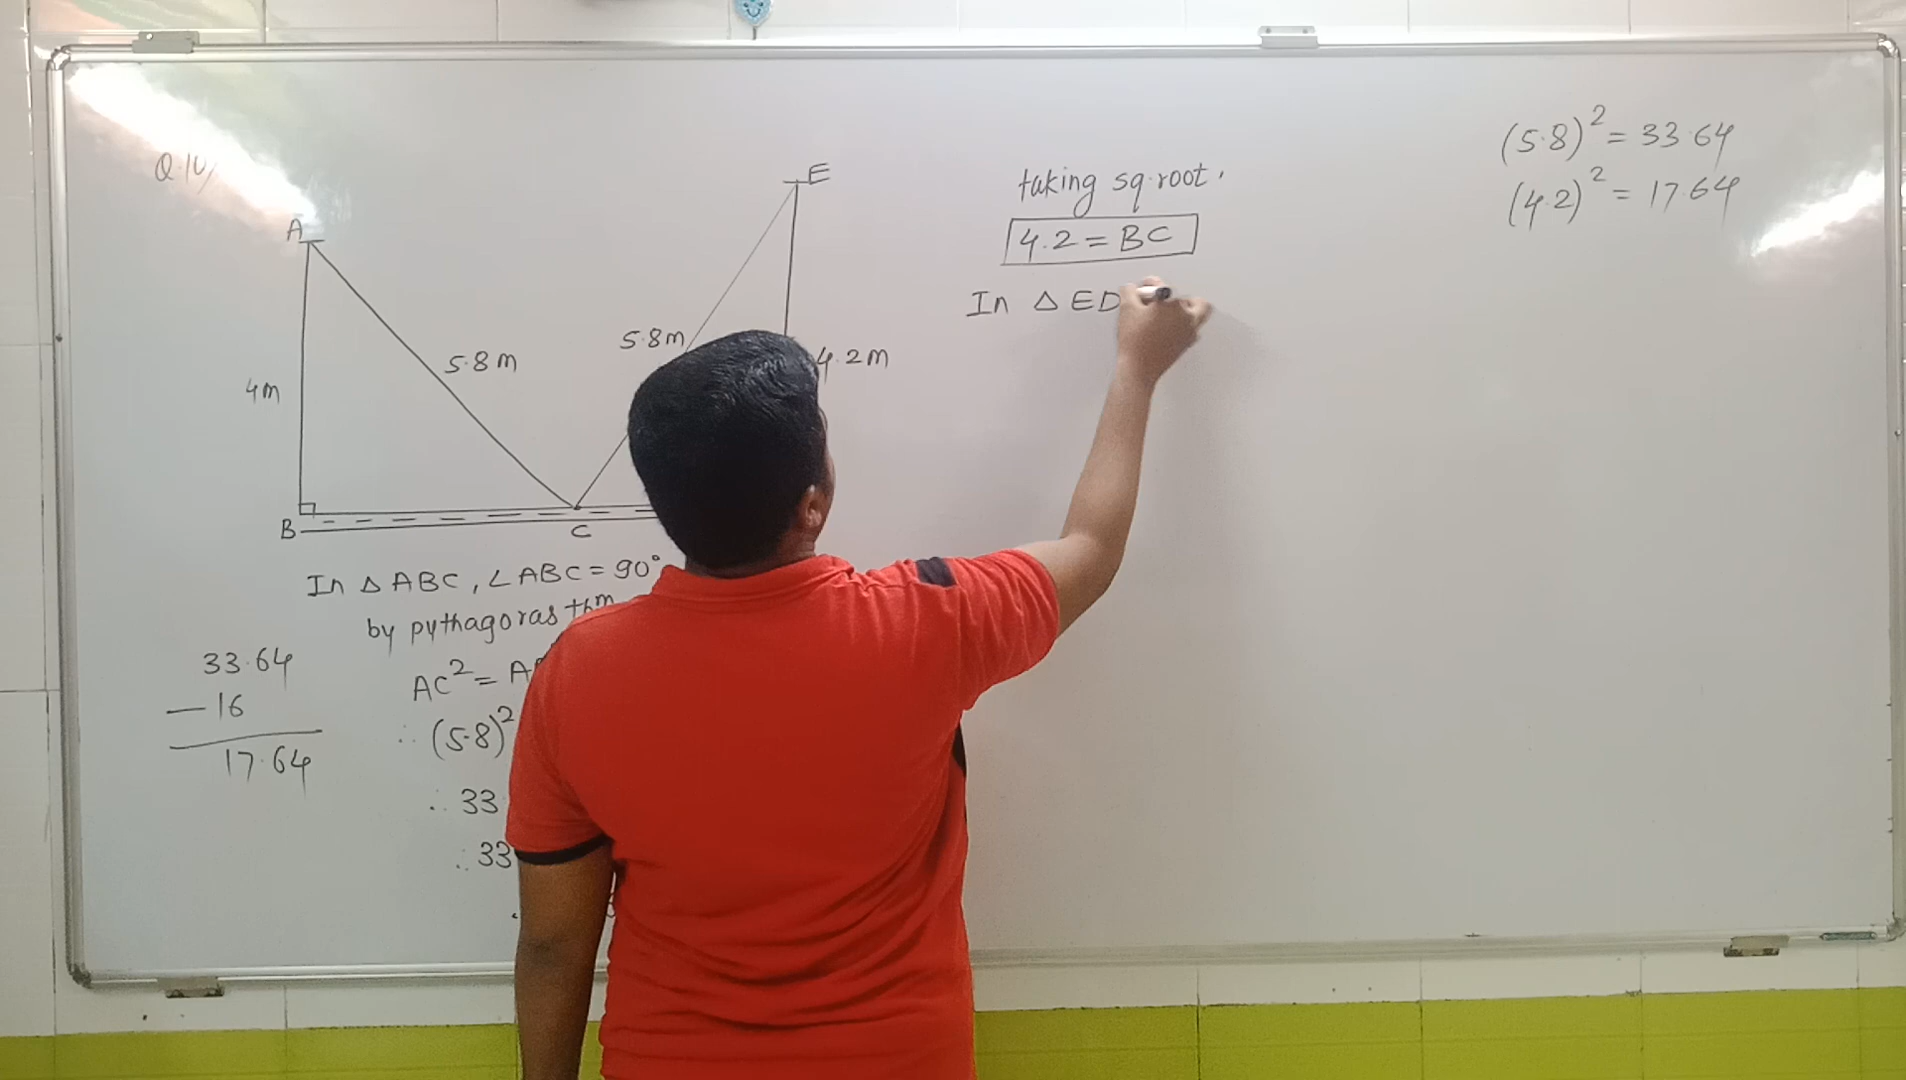 Q.10/
A
E
4m
5.8m
5.8m
4.2m
B
C
In △ ABC, ∠ABC = 90°
by pythagoras thm
AC² = A
∴ (5.8)²
∴ 33
∴ 33
33.64
— 16
17.64
taking sq.root.
4.2 = BC
In △ ED
(5.8)² = 33.64
(4.2)² = 17.64